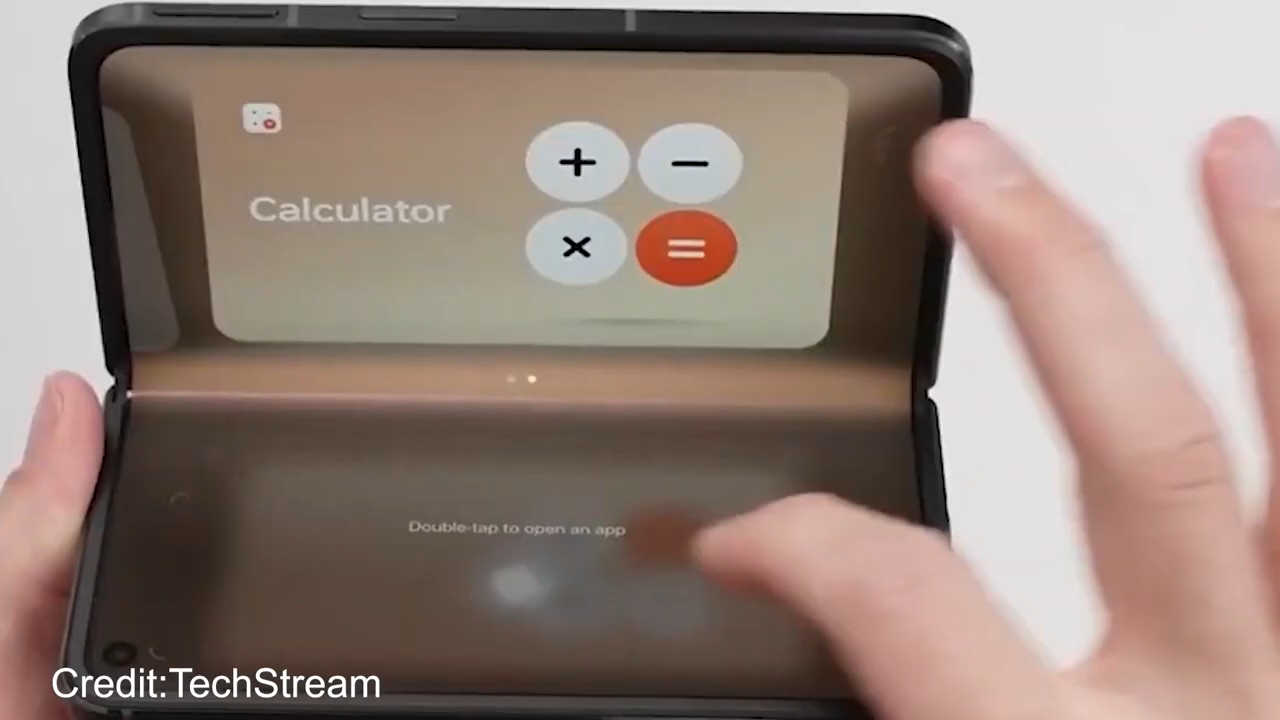 Calculator
+ −
× =
Double-tap to open an app
Credit:TechStream